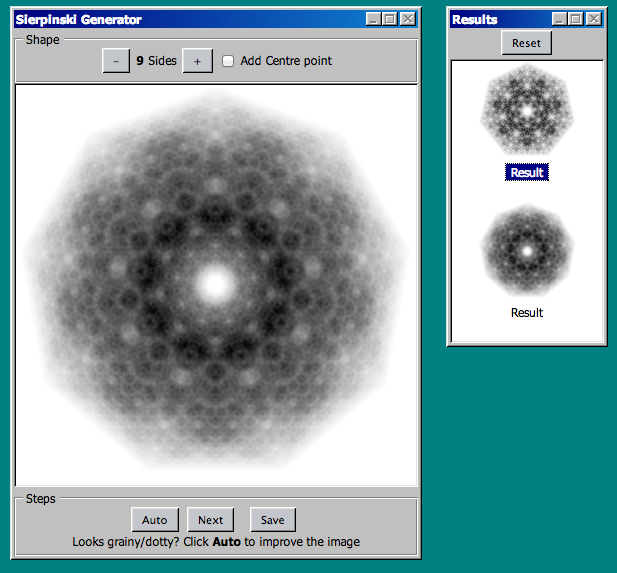 Sierpinski Generator
Shape
- 9 Sides + Add Centre point
Steps
Auto Next Save
Looks grainy/dotty? Click Auto to improve the image
Results
Reset
Result
Result